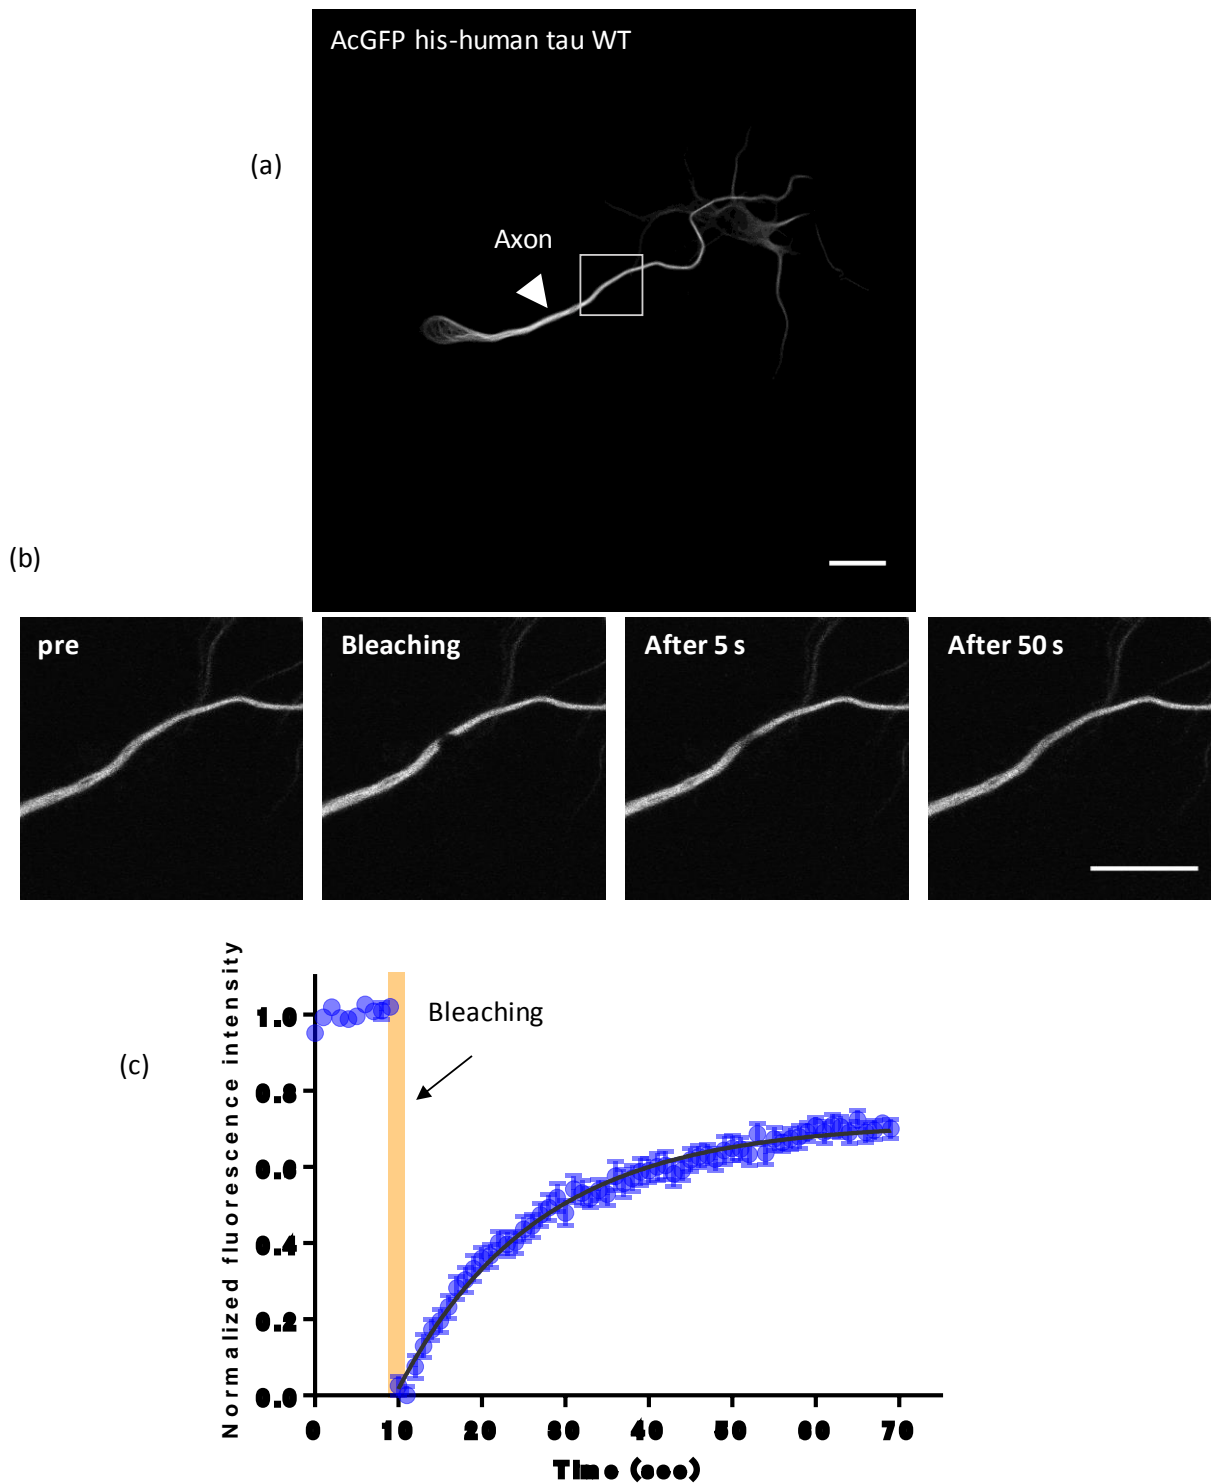 AcGFP his-human tau WT
(a)
Axon
(b)
pre
Bleaching
After 5 s
After 50 s
(c)
Normalized fluorescence intensity
Bleaching
1.0
0.8
0.6
0.4
0.2
0.0
0 10 20 30 40 50 60 70
Time (sec)